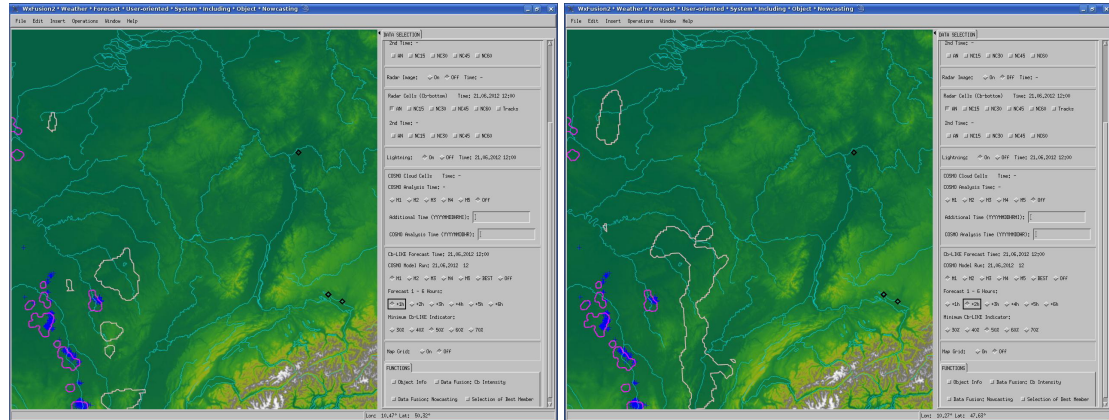 WxFusion2 * Weather * Forecast * User-oriented * System * Including * Object * Nowcasting
File Edit Insert Operations Window Help
DATA SELECTION
2nd Time: -
AN NC15 NC30 NC45 NC60
Radar Image: On Off Time: -
Radar Cells (Cb-bottom) Time: 21.06.2012 12:00
AN NC15 NC30 NC45 NC60 Tracks
2nd Time: -
AN NC15 NC30 NC45 NC60
Lightning: On Off Time: 21.06.2012 12:00
COSMO Cloud Cells Time: -
COSMO Analysis Time: -
M1 M2 M3 M4 M5 Off
Additional Time (YYYYMMDDHHMM):
COSMO Analysis Time (YYYYMMDDHH):
Cb-LIKE Forecast Time: 21.06.2012 12:00
COSMO Model Run: 21.06.2012 12
M1 M2 M3 M4 M5 BEST Off
Forecast 1 - 6 Hours:
+1h +2h +3h +4h +5h +6h
Minimum Cb-LIKE Indicator:
30% 40% 50% 60% 70%
Map Grid: On Off
FUNCTIONS
Object Info Data Fusion: Cb Intensity
Data Fusion: Nowcasting Selection of Best Member
Lon: 10,47° Lat: 50,32°
WxFusion2 * Weather * Forecast * User-oriented * System * Including * Object * Nowcasting
File Edit Insert Operations Window Help
DATA SELECTION
2nd Time: -
AN NC15 NC30 NC45 NC60
Radar Image: On Off Time: -
Radar Cells (Cb-bottom) Time: 21.06.2012 12:00
AN NC15 NC30 NC45 NC60 Tracks
2nd Time: -
AN NC15 NC30 NC45 NC60
Lightning: On Off Time: 21.06.2012 12:00
COSMO Cloud Cells Time: -
COSMO Analysis Time: -
M1 M2 M3 M4 M5 Off
Additional Time (YYYYMMDDHHMM):
COSMO Analysis Time (YYYYMMDDHH):
Cb-LIKE Forecast Time: 21.06.2012 12:00
COSMO Model Run: 21.06.2012 12
M1 M2 M3 M4 M5 BEST Off
Forecast 1 - 6 Hours:
+1h +2h +3h +4h +5h +6h
Minimum Cb-LIKE Indicator:
30% 40% 50% 60% 70%
Map Grid: On Off
FUNCTIONS
Object Info Data Fusion: Cb Intensity
Data Fusion: Nowcasting Selection of Best Member
Lon: 10,27° Lat: 47,53°